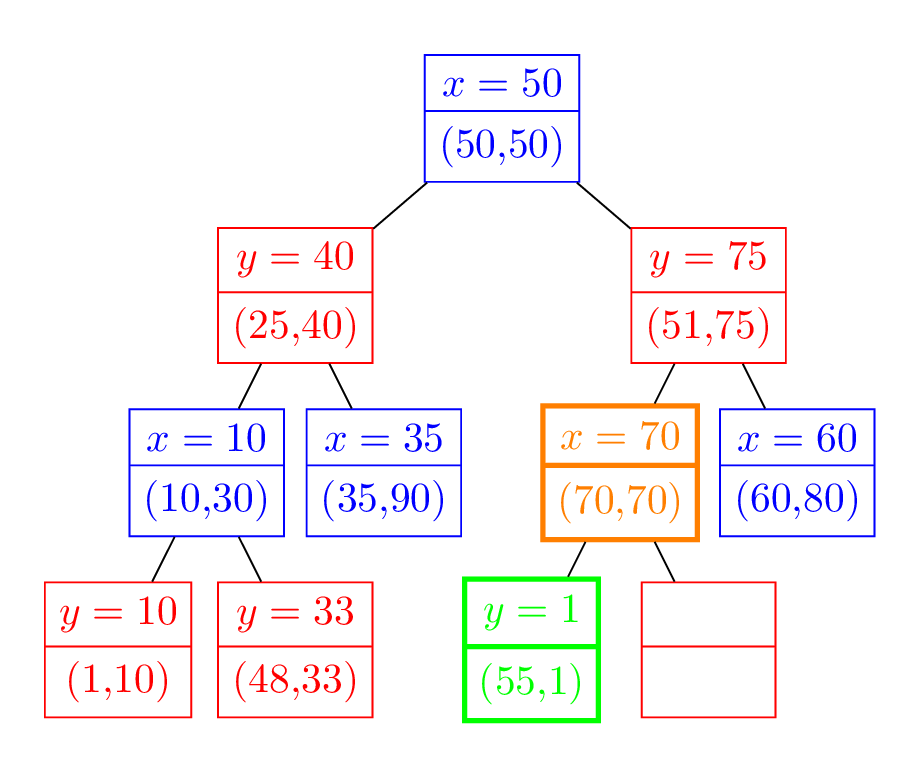 x = 50
(50,50)
y = 40
(25,40)
y = 75
(51,75)
x = 10
(10,30)
x = 35
(35,90)
x = 70
(70,70)
x = 60
(60,80)
y = 10
(1,10)
y = 33
(48,33)
y = 1
(55,1)